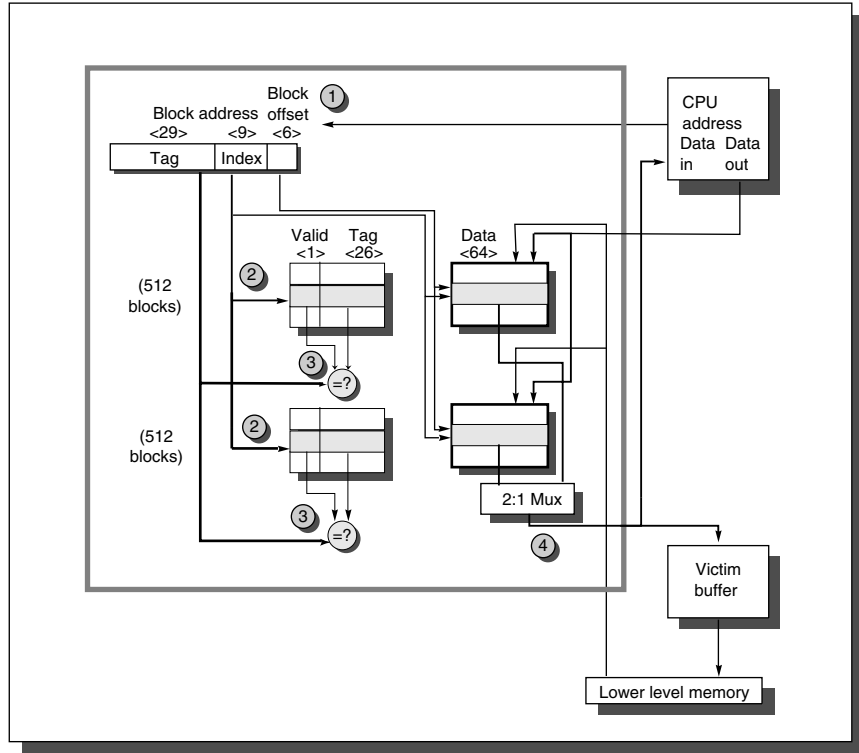 Block
Block address offset
<29> <9> <6>
Tag Index
1
CPU
address
Data Data
in out
Valid Tag
<1> <26>
Data
<64>
2
(512
blocks)
3
=?
2
(512
blocks)
3
=?
2:1 Mux
4
Victim
buffer
Lower level memory